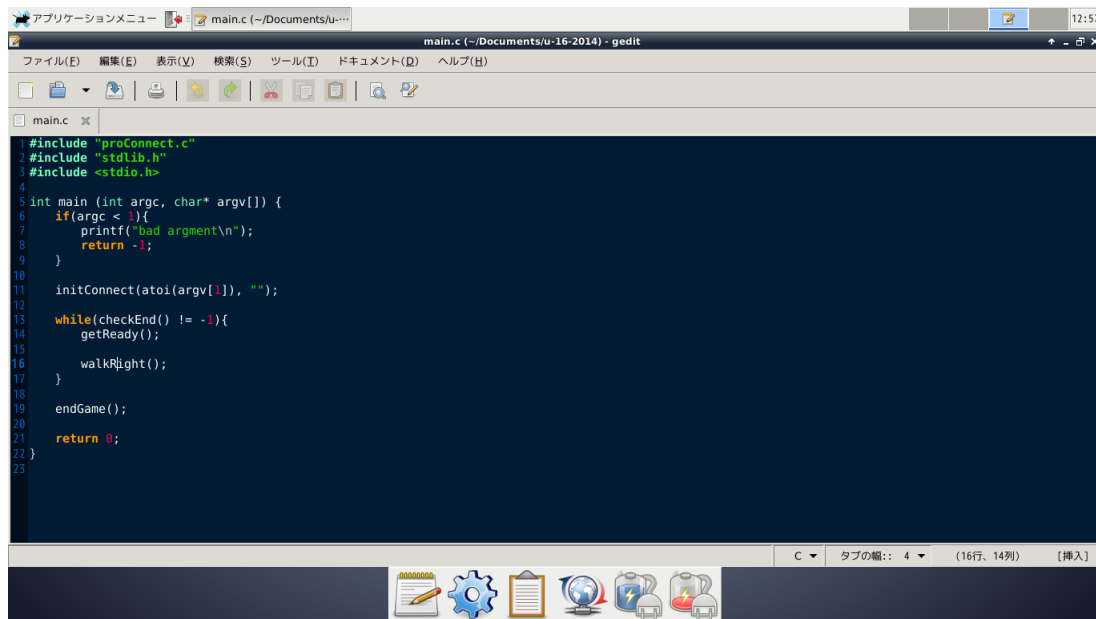 アプリケーションメニュー main.c (~/Documents/u-··· 12:57
main.c (~/Documents/u-16-2014) - gedit
ファイル(F) 編集(E) 表示(V) 検索(S) ツール(T) ドキュメント(D) ヘルプ(H)
main.c
1 #include "proConnect.c"
2 #include "stdlib.h"
3 #include <stdio.h>
4
5 int main (int argc, char* argv[]) {
6     if(argc < 1){
7         printf("bad argment\n");
8         return -1;
9     }
10
11     initConnect(atoi(argv[1]), "");
12
13     while(checkEnd() != -1){
14         getReady();
15
16         walkRight();
17     }
18
19     endGame();
20
21     return 0;
22 }
23
C タブの幅:: 4 (16行、14列) [挿入]